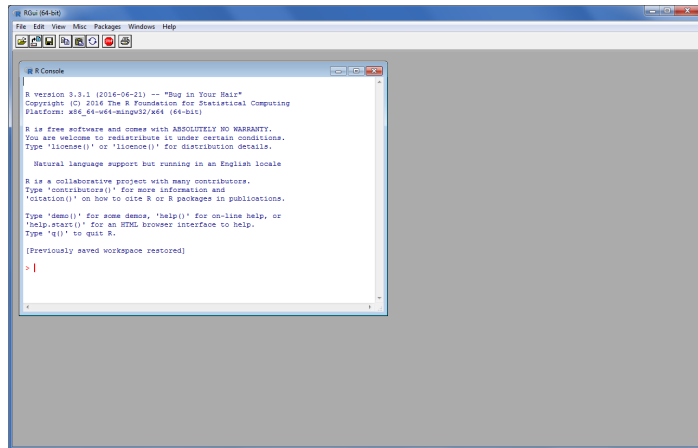 RGui (64-bit)
File Edit View Misc Packages Windows Help
R Console
R version 3.3.1 (2016-06-21) -- "Bug in Your Hair"
Copyright (C) 2016 The R Foundation for Statistical Computing
Platform: x86_64-w64-mingw32/x64 (64-bit)
R is free software and comes with ABSOLUTELY NO WARRANTY.
You are welcome to redistribute it under certain conditions.
Type 'license()' or 'licence()' for distribution details.
Natural language support but running in an English locale
R is a collaborative project with many contributors.
Type 'contributors()' for more information and
'citation()' on how to cite R or R packages in publications.
Type 'demo()' for some demos, 'help()' for on-line help, or
'help.start()' for an HTML browser interface to help.
Type 'q()' to quit R.
[Previously saved workspace restored]
>